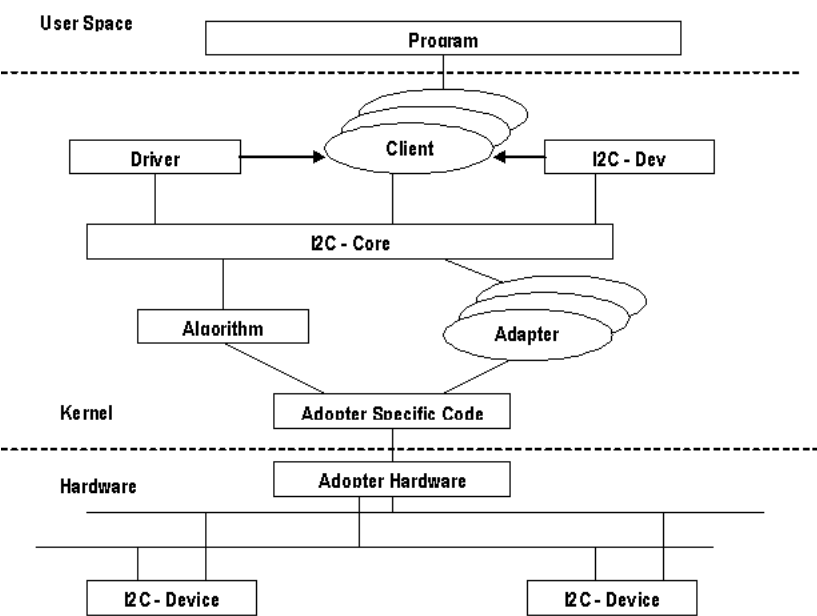 User Space
Program
Client
Driver
I2C - Dev
I2C - Core
Algorithm
Adapter
Kernel
Adopter Specific Code
Adopter Hardware
Hardware
I2C - Device
I2C - Device